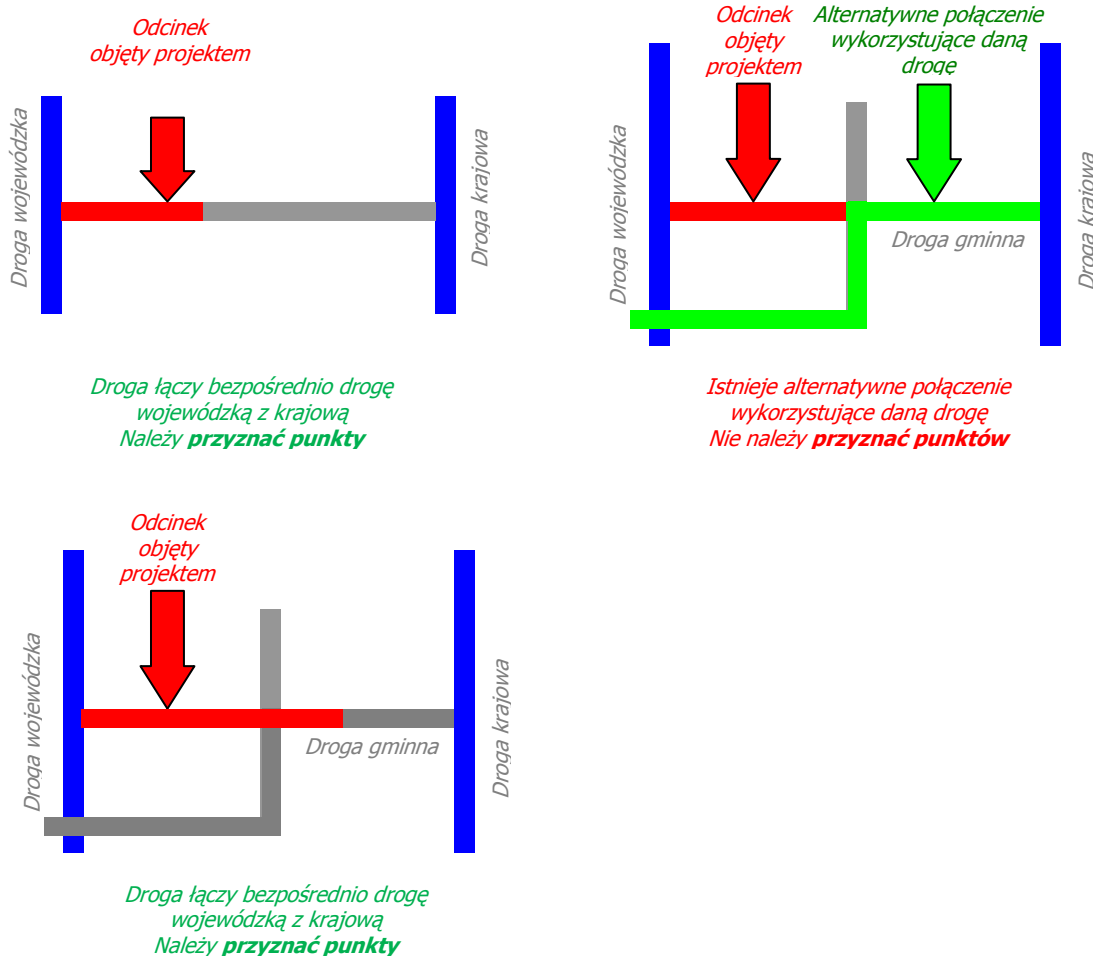 Odcinek
objęty projektem
Droga wojewódzka
Droga krajowa
Droga łączy bezpośrednio drogę
wojewódzką z krajową
Należy przyznać punkty
Odcinek
objęty
projektem
Alternatywne połączenie
wykorzystujące daną
drogę
Droga wojewódzka
Droga gminna
Droga krajowa
Istnieje alternatywne połączenie
wykorzystujące daną drogę
Nie należy przyznać punktów
Odcinek
objęty
projektem
Droga wojewódzka
Droga gminna
Droga krajowa
Droga łączy bezpośrednio drogę
wojewódzką z krajową
Należy przyznać punkty